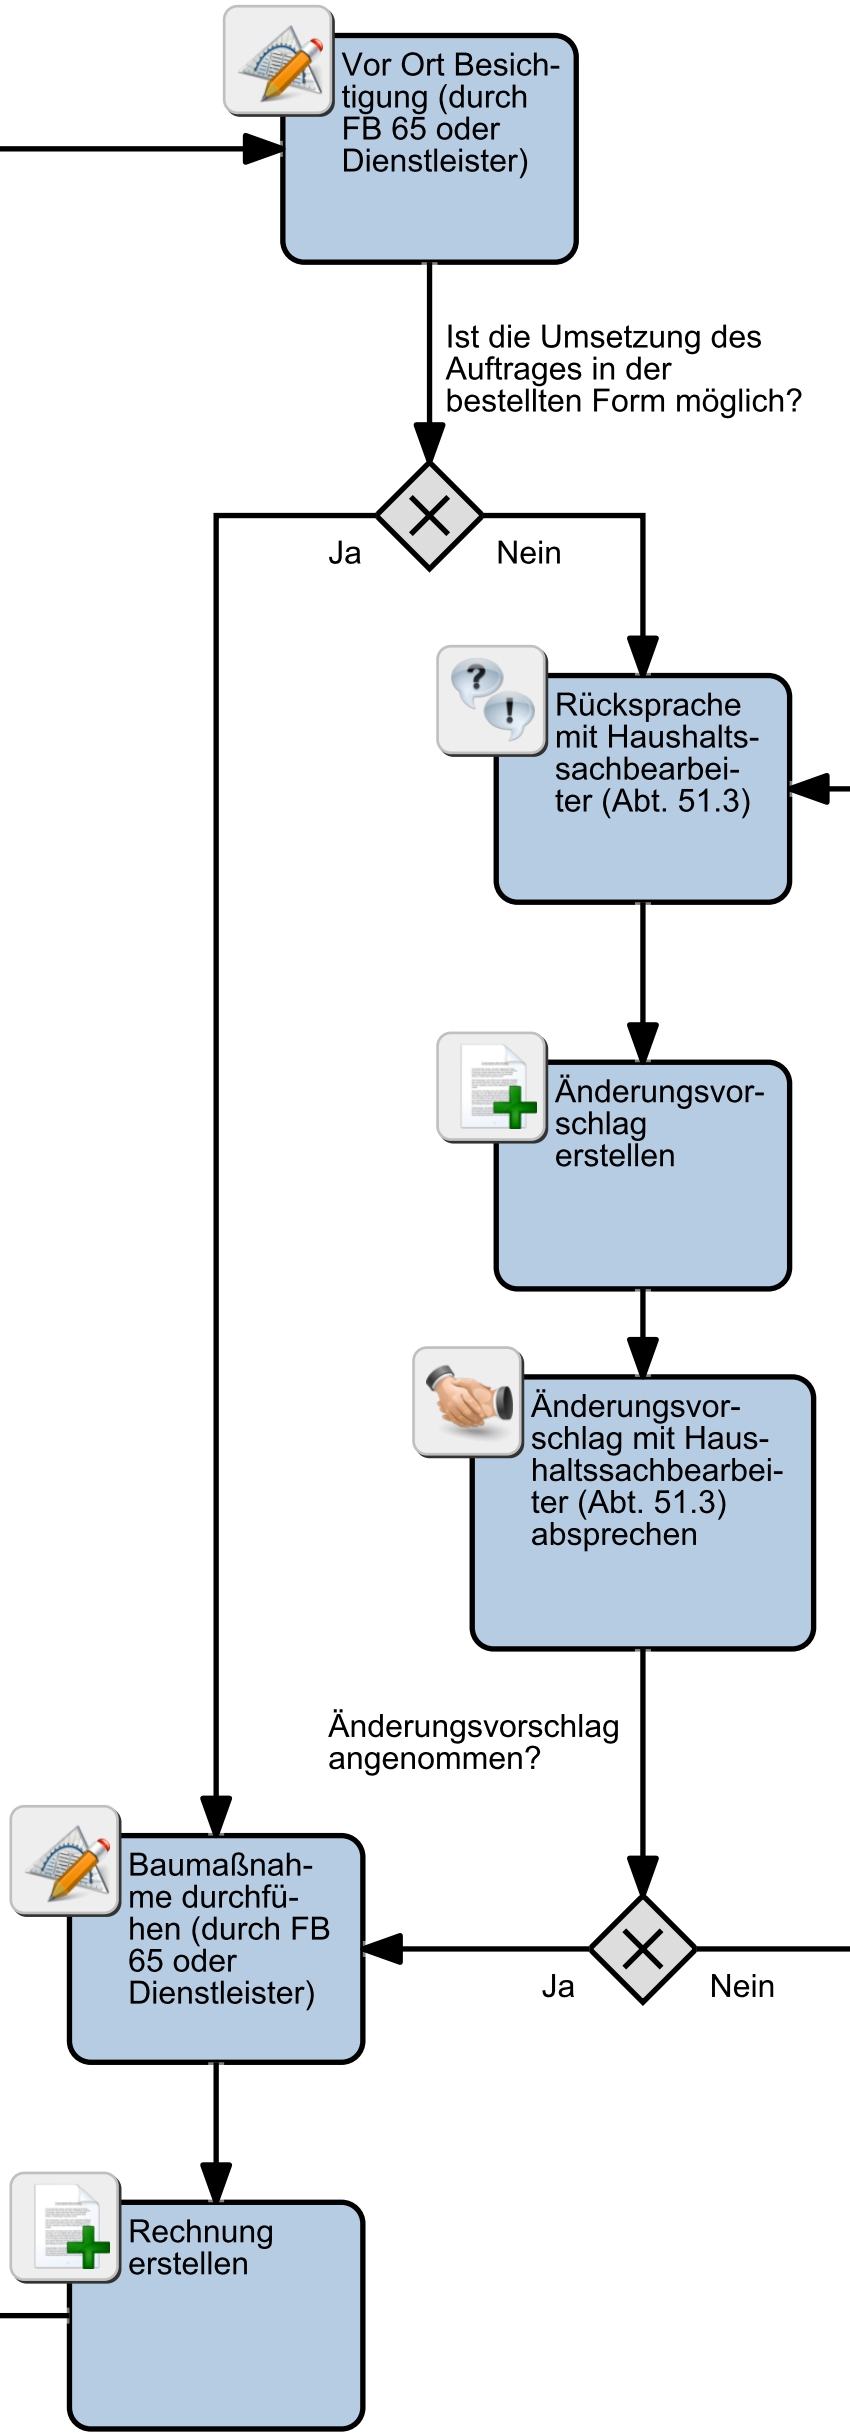 Vor Ort Besich-
tigung (durch
FB 65 oder
Dienstleister)
Ist die Umsetzung des
Auftrages in der
bestellten Form möglich?
Ja
Nein
Rücksprache
mit Haushalts-
sachbearbei-
ter (Abt. 51.3)
Änderungsvor-
schlag
erstellen
Änderungsvor-
schlag mit Haus-
haltssachbearbei-
ter (Abt. 51.3)
absprechen
Änderungsvorschlag
angenommen?
Baumaßnah-
me durchfü-
hen (durch FB
65 oder
Dienstleister)
Ja
Nein
Rechnung
erstellen